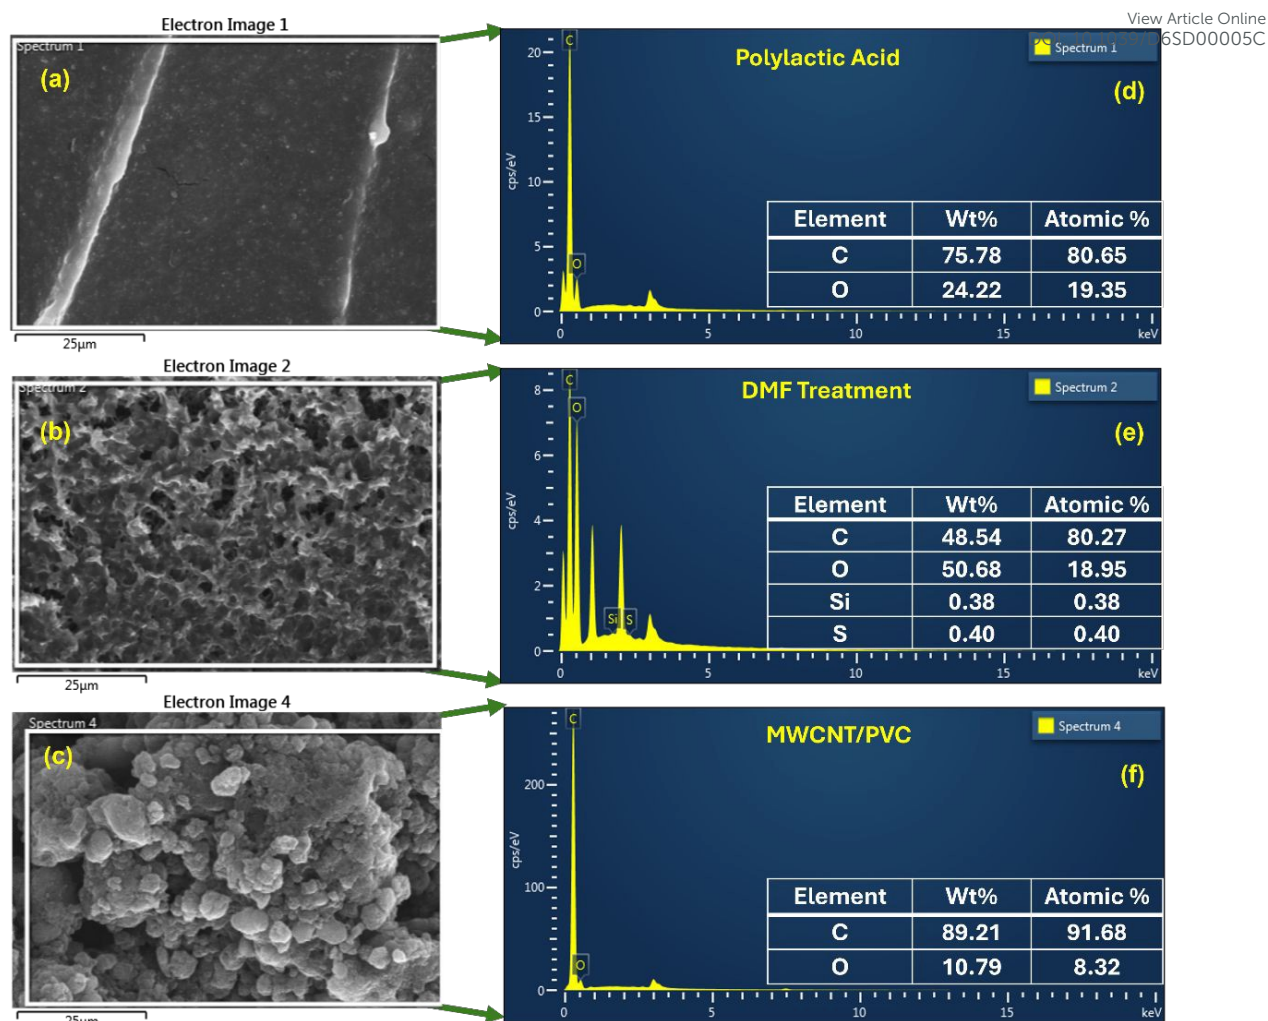 View Article Online
6SD00005C
Electron Image 1
Spectrum 1
(a)
25μm
Polylactic Acid
Spectrum 1
(d)
cps/eV
20
15
10
5
0
0 5 10 15 keV
Element Wt% Atomic %
C 75.78 80.65
O 24.22 19.35
C
O
Electron Image 2
Spectrum 2
(b)
25μm
DMF Treatment
Spectrum 2
(e)
cps/eV
8
6
4
2
0
0 5 10 15 keV
Element Wt% Atomic %
C 48.54 80.27
O 50.68 18.95
Si 0.38 0.38
S 0.40 0.40
C
O
Si S
Electron Image 4
Spectrum 4
(c)
25μm
MWCNT/PVC
Spectrum 4
(f)
cps/eV
200
100
0
0 5 10 15 keV
Element Wt% Atomic %
C 89.21 91.68
O 10.79 8.32
C
O